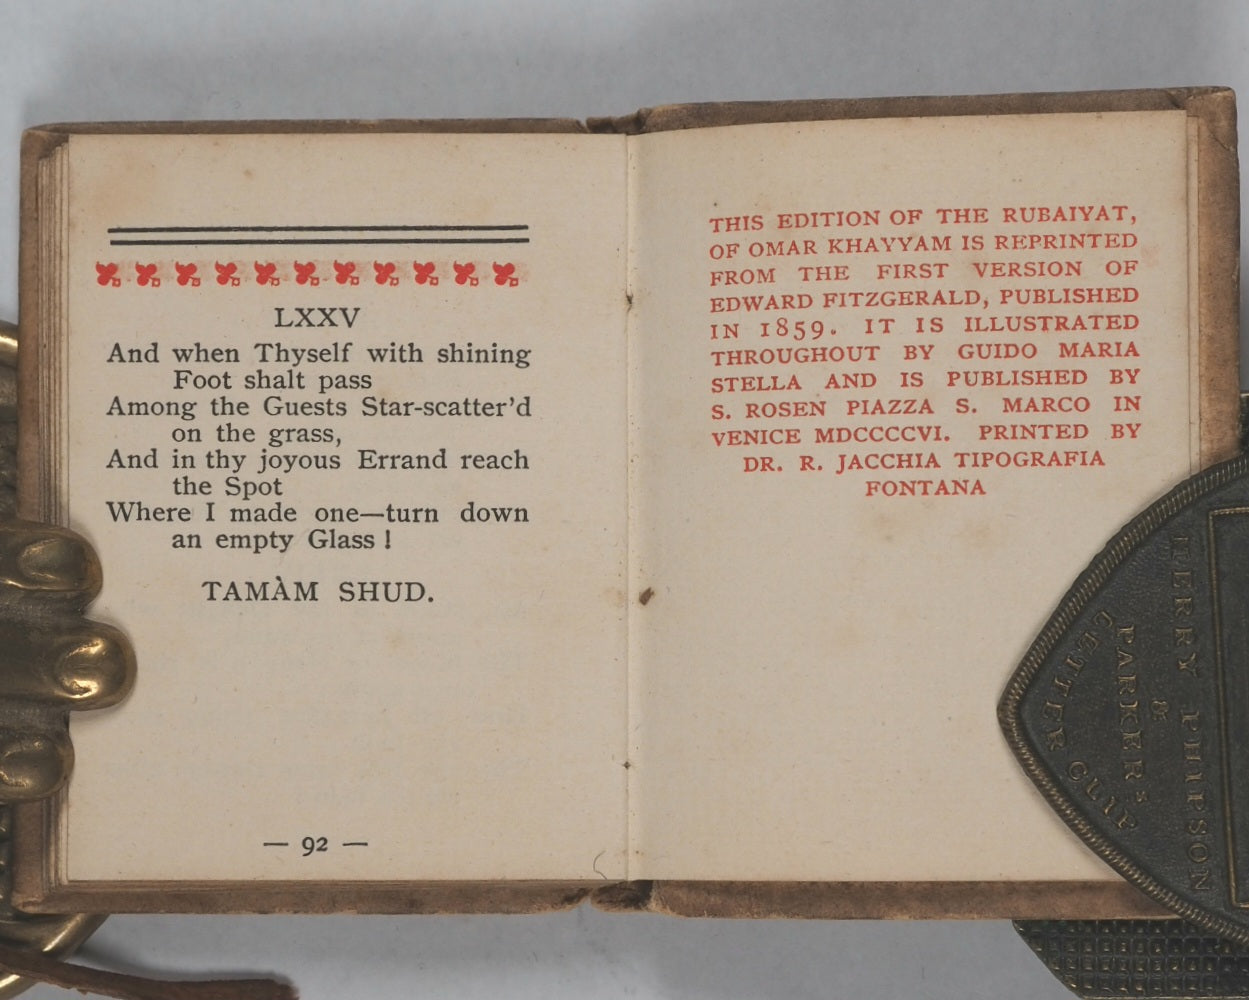 LXXV
And when Thyself with shining
Foot shalt pass
Among the Guests Star-scatter'd
on the grass,
And in thy joyous Errand reach
the Spot
Where I made one—turn down
an empty Glass !
TAMÀM SHUD.
— 92 —
THIS EDITION OF THE RUBAIYAT,
OF OMAR KHAYYAM IS REPRINTED
FROM THE FIRST VERSION OF
EDWARD FITZGERALD, PUBLISHED
IN 1859. IT IS ILLUSTRATED
THROUGHOUT BY GUIDO MARIA
STELLA AND IS PUBLISHED BY
S. ROSEN PIAZZA S. MARCO IN
VENICE MDCCCCVI. PRINTED BY
DR. R. JACCHIA TIPOGRAFIA
FONTANA
MERRY PHIPSON
&
PARKER'S
LETTER CLIP